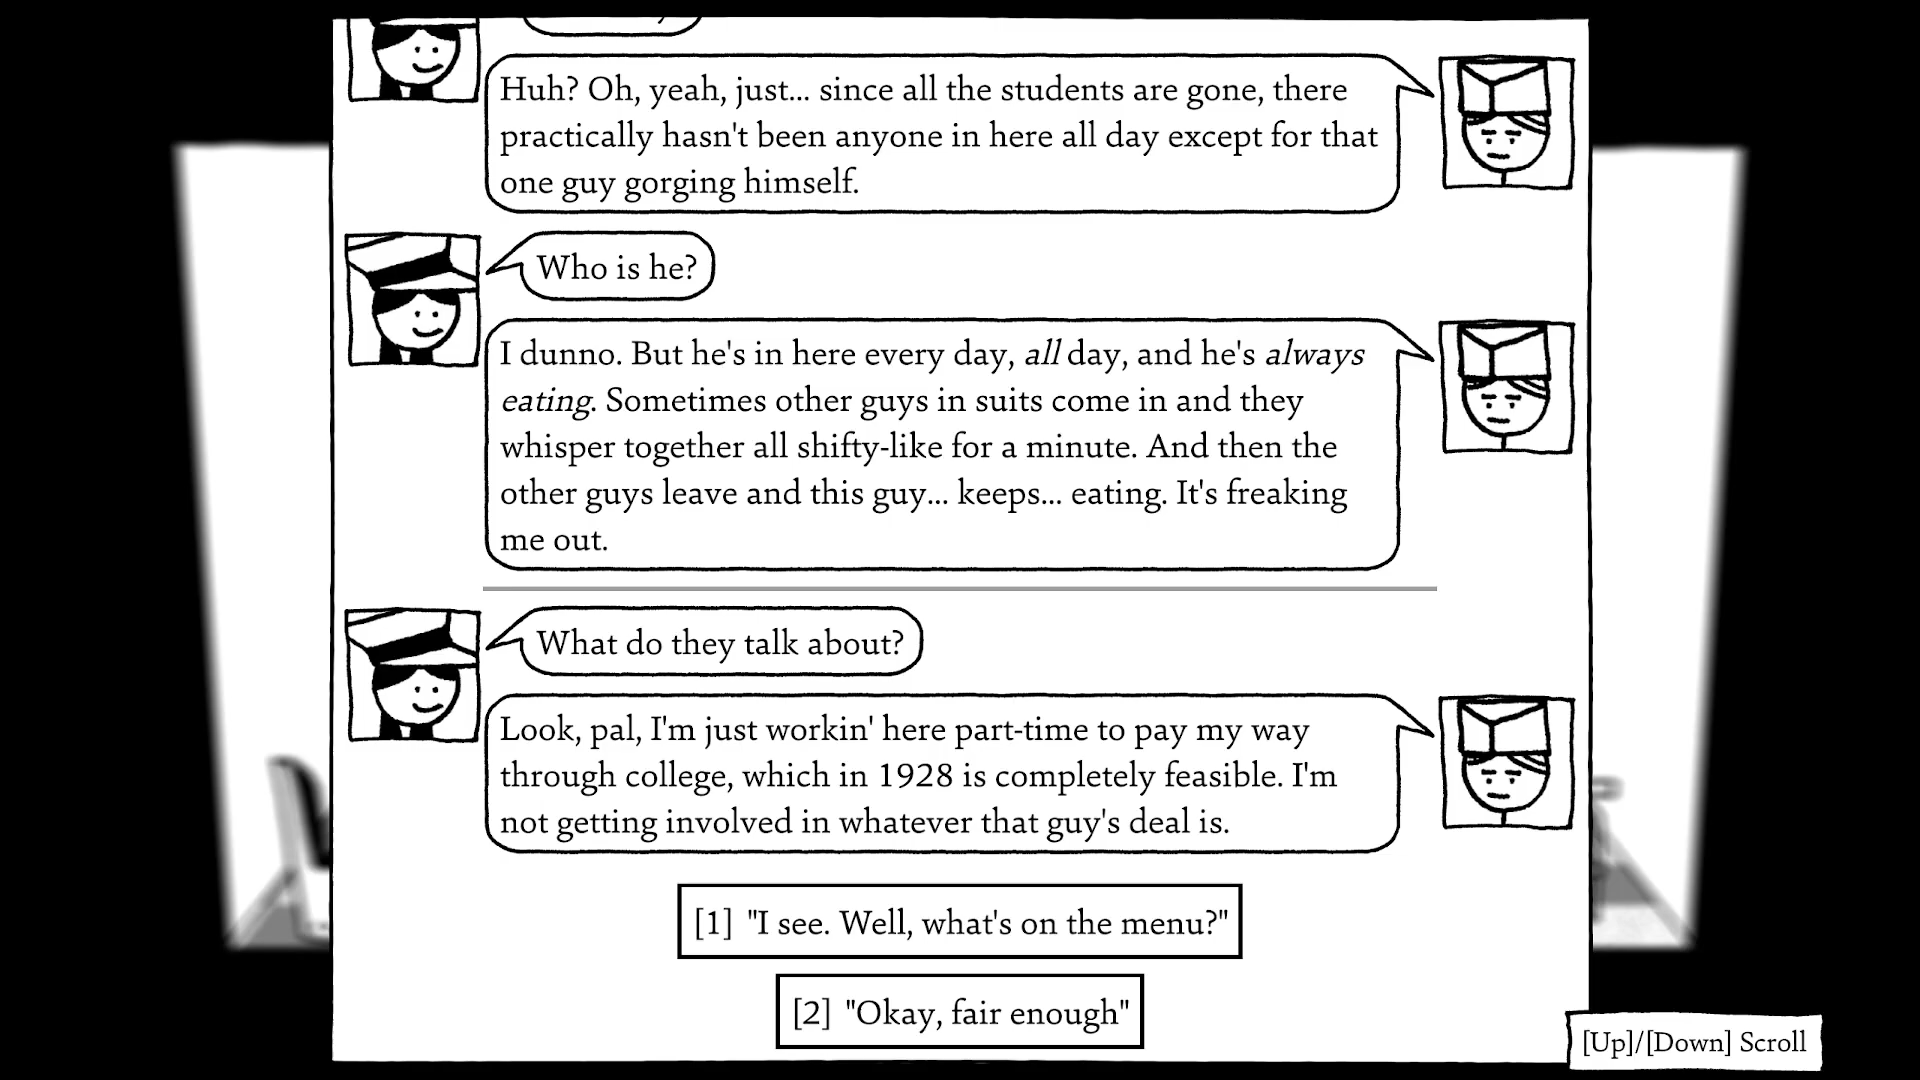 Huh? Oh, yeah, just... since all the students are gone, there
practically hasn't been anyone in here all day except for that
one guy gorging himself.
Who is he?
I dunno. But he's in here every day, all day, and he's always
eating. Sometimes other guys in suits come in and they
whisper together all shifty-like for a minute. And then the
other guys leave and this guy... keeps... eating. It's freaking
me out.
What do they talk about?
Look, pal, I'm just workin' here part-time to pay my way
through college, which in 1928 is completely feasible. I'm
not getting involved in whatever that guy's deal is.
[1] "I see. Well, what's on the menu?"
[2] "Okay, fair enough"
[Up]/[Down] Scroll